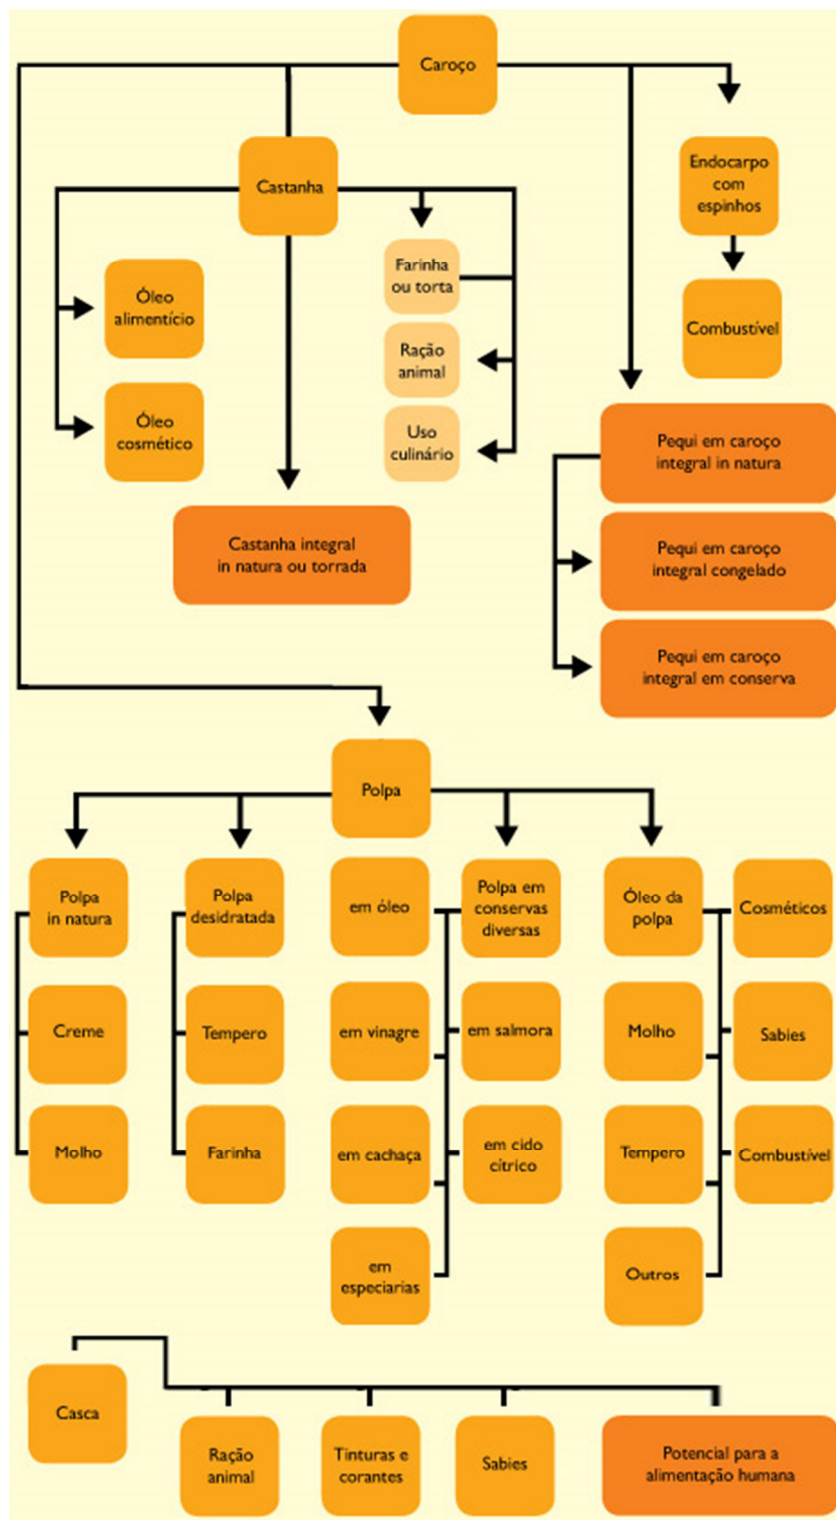 Caroço
Castanha
Endocarpo
com
espinhos
Farinha
ou torta
Óleo
alimentício
Combustível
Ração
animal
Óleo
cosmético
Uso
culinário
Pequi em caroço
integral in natura
Castanha integral
in natura ou torrada
Pequi em caroço
integral congelado
Pequi em caroço
integral em conserva
Polpa
Polpa
in natura
Polpa
desidratada
em óleo
Polpa em
conservas
diversas
Óleo da
polpa
Cosméticos
Creme
Tempero
em vinagre
em salmora
Molho
Sabies
Molho
Farinha
em cachaça
em cido
cítrico
Tempero
Combustível
em
especiarias
Outros
Casca
Ração
animal
Tinturas e
corantes
Sabies
Potencial para a
alimentação humana